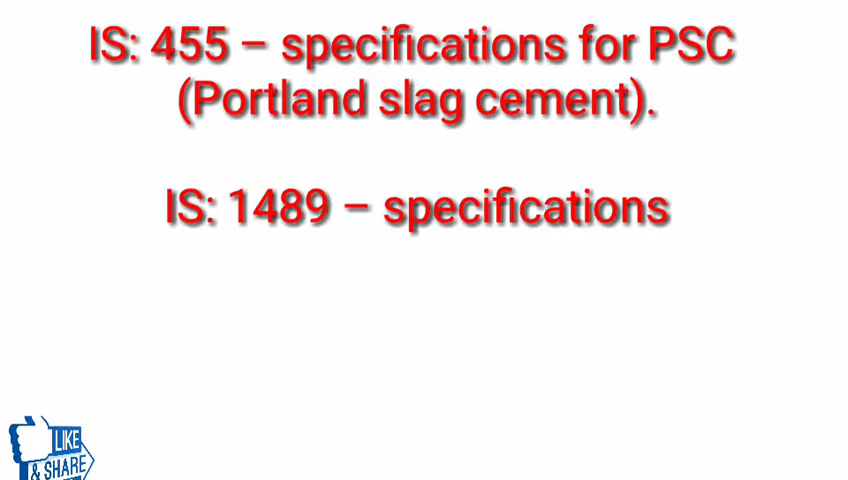 IS: 455 – specifications for PSC
(Portland slag cement).
IS: 1489 – specifications
LIKE
& SHARE